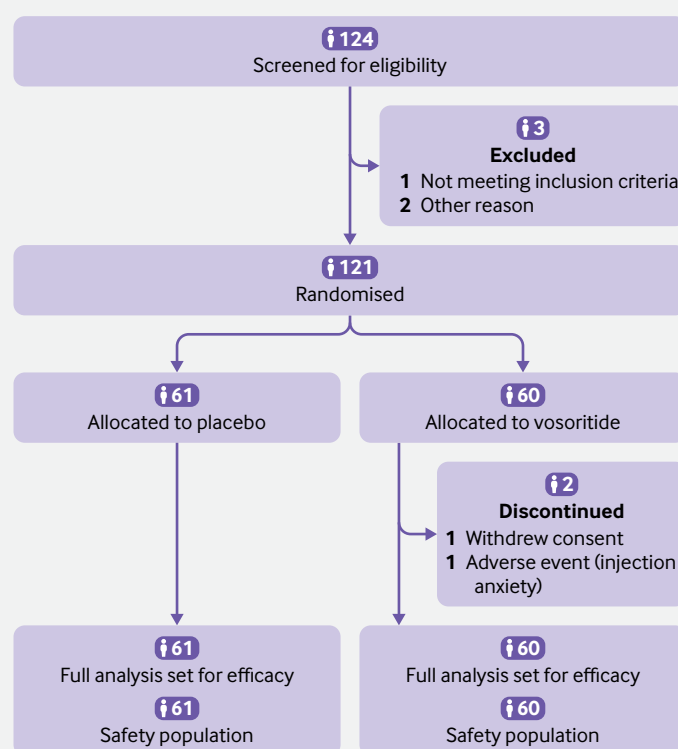 124
Screened for eligibility
3
Excluded
1 Not meeting inclusion criteria
2 Other reason
121
Randomised
61
Allocated to placebo
60
Allocated to vosoritide
2
Discontinued
1 Withdrew consent
1 Adverse event (injection
anxiety)
61
Full analysis set for efficacy
61
Safety population
60
Full analysis set for efficacy
60
Safety population